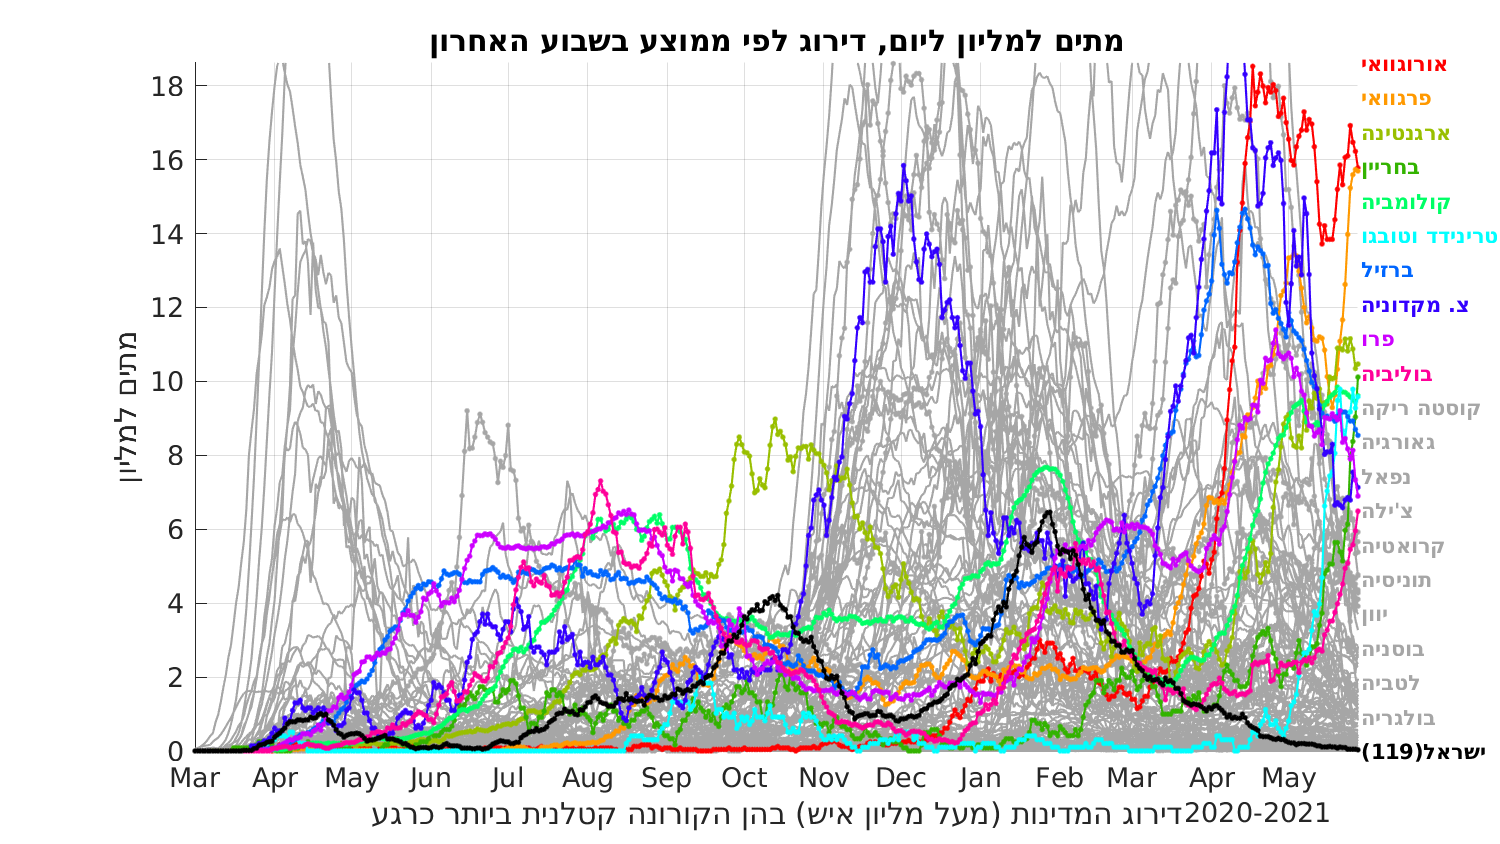 מתים למליון ליום, דירוג לפי ממוצע בשבוע האחרון
מתים למליון
18
16
14
12
10
8
6
4
2
0
Mar Apr May Jun Jul Aug Sep Oct Nov Dec Jan Feb Mar Apr May
דירוג המדינות (מעל מליון איש) בהן הקורונה קטלנית ביותר כרגע2020-2021
אורוגוואי
פרגוואי
ארגנטינה
בחריין
קולומביה
טרינידד וטובגו
ברזיל
צ. מקדוניה
פרו
בוליביה
קוסטה ריקה
גאורגיה
נפאל
צ'ילה
קרואטיה
תוניסיה
יוון
בוסניה
לטביה
בולגריה
ישראל(119)